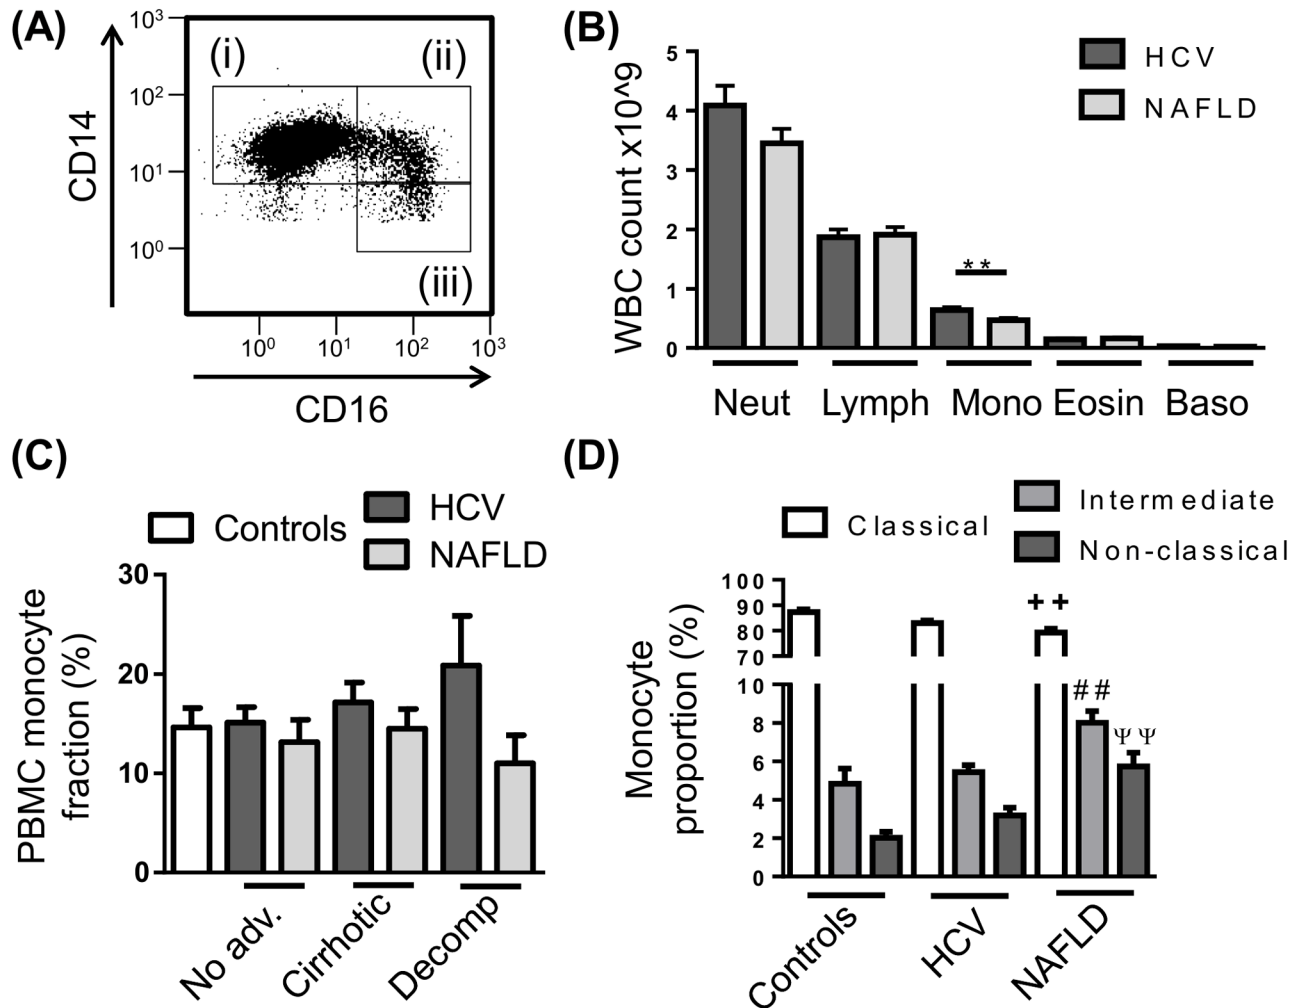 (A)
10³
10²
10¹
10⁰
CD14
(i)
(ii)
(iii)
10⁰ 10¹ 10² 10³
CD16
(B)
WBC count x10^9
5
4
3
2
1
0
HCV
NAFLD
**
Neut Lymph Mono Eosin Baso
(C)
Controls
HCV
NAFLD
PBMC monocyte
fraction (%)
30
20
10
0
No adv.
Cirrhotic
Decomp
(D)
Classical
Intermediate
Non-classical
Monocyte
proportion (%)
100
90
80
70
10
8
6
4
2
0
++
##
ΨΨ
Controls
HCV
NAFLD